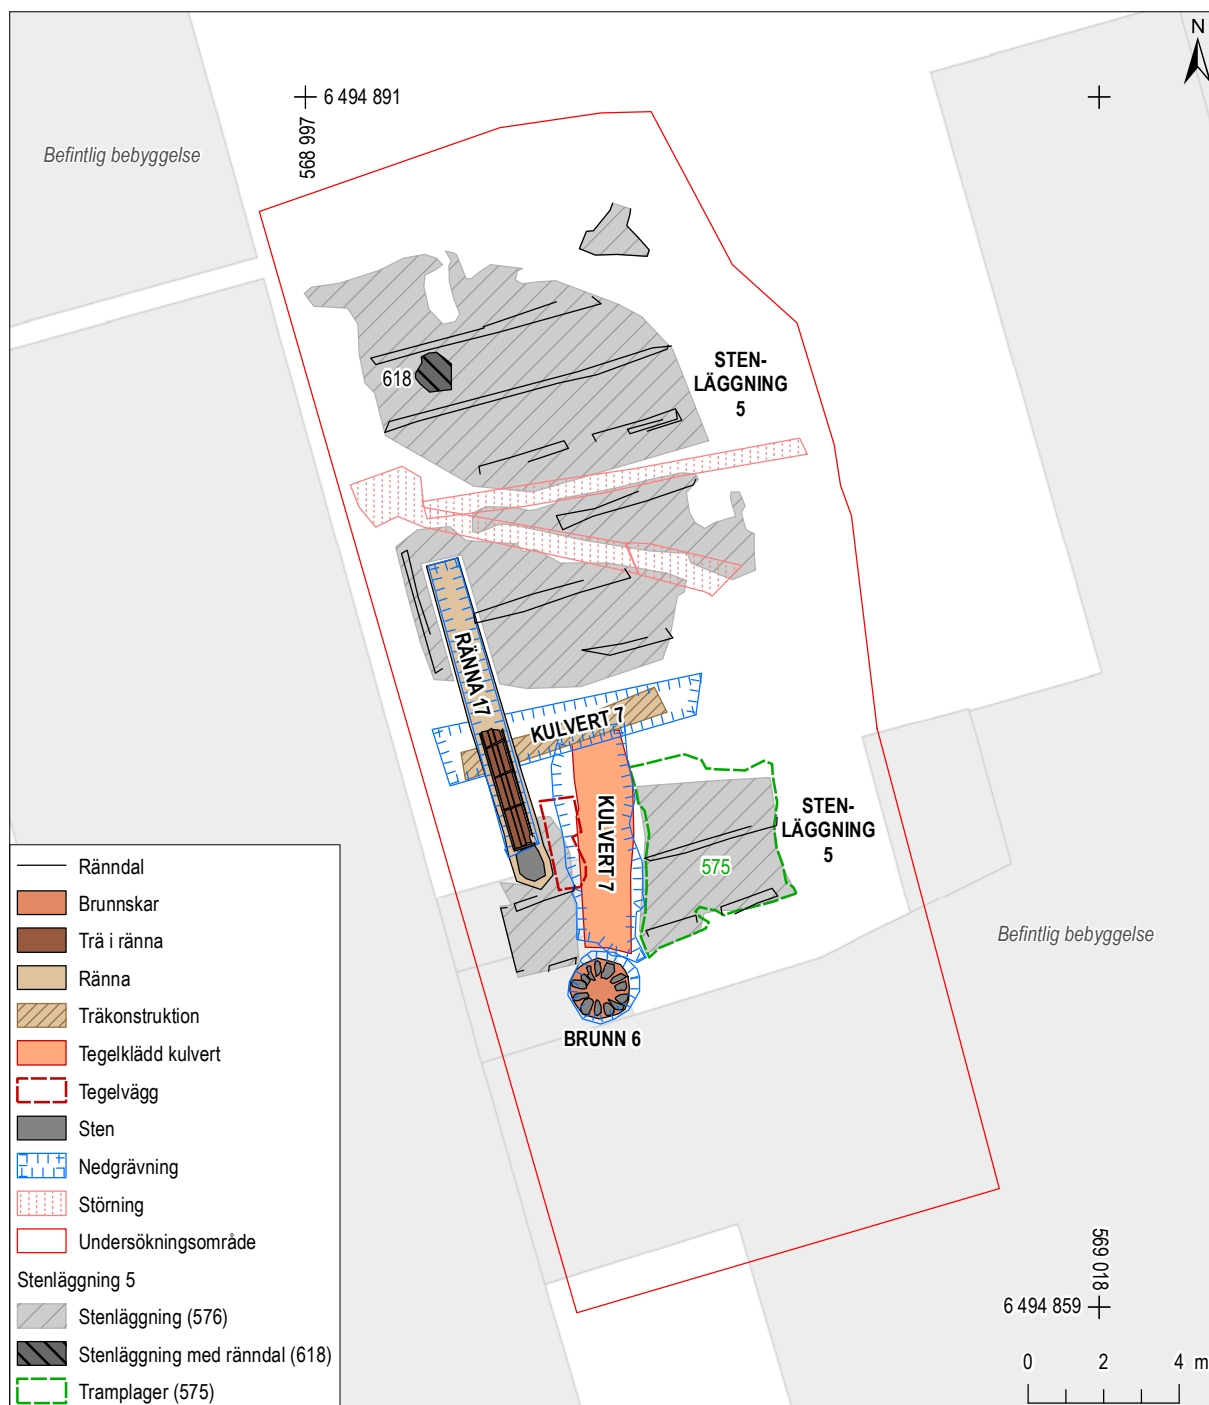 N
6 494 891
568 997
Befintlig bebyggelse
618
STEN-
LÄGGNING
5
RÄNNA 17
KULVERT 7
KULVERT 7
STEN-
LÄGGNING
5
575
Befintlig bebyggelse
BRUNN 6
Ränndal
Brunnskar
Trä i ränna
Ränna
Träkonstruktion
Tegelklädd kulvert
Tegelvägg
Sten
Nedgrävning
Störning
Undersökningsområde
Stenläggning 5
Stenläggning (576)
Stenläggning med ränndal (618)
Tramplager (575)
569 018
6 494 859
0 2 4 m